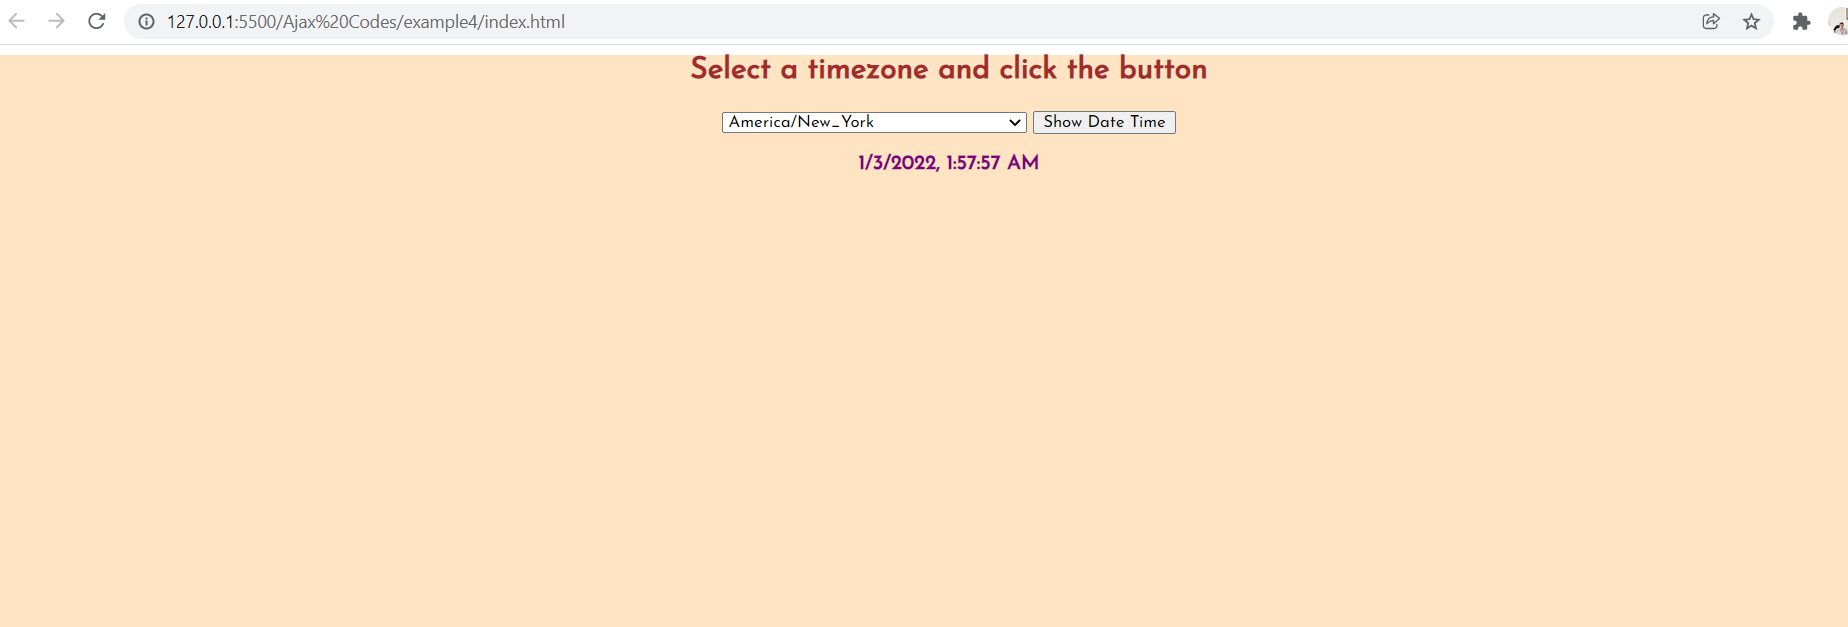 127.0.0.1:5500/Ajax%20Codes/example4/index.html
Select a timezone and click the button
America/New_York Show Date Time
1/3/2022, 1:57:57 AM